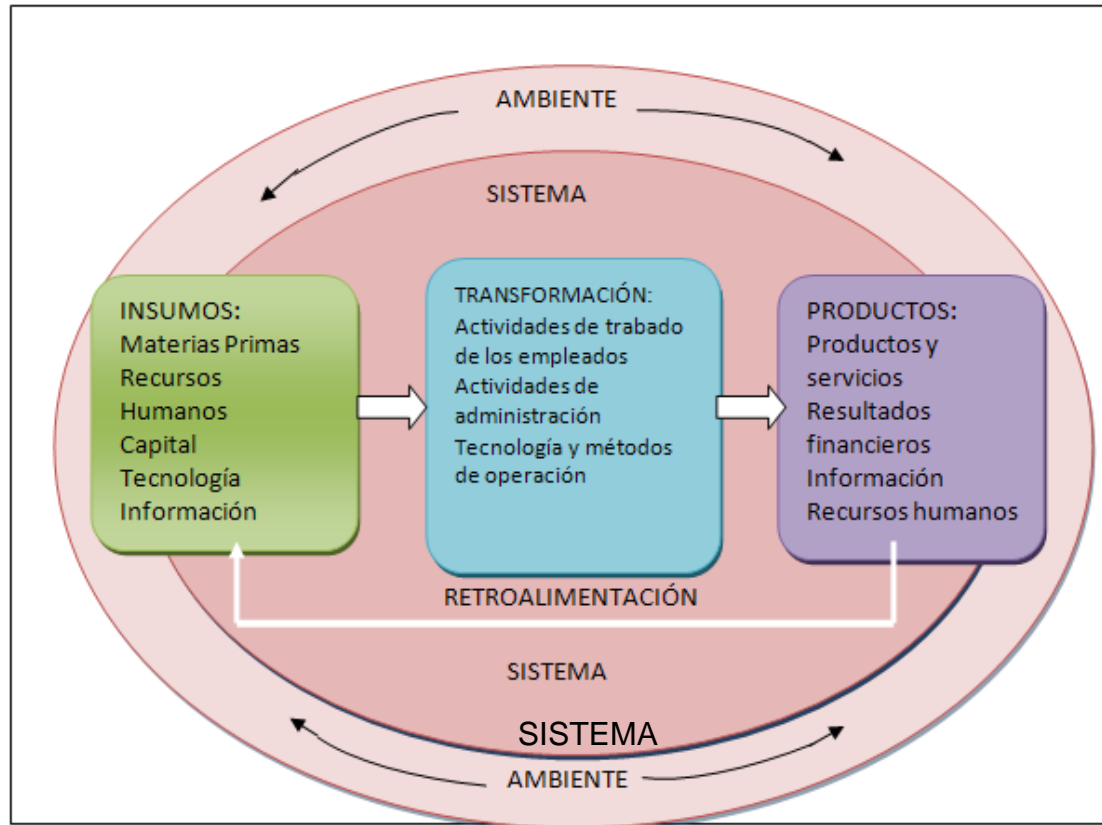 AMBIENTE
SISTEMA
INSUMOS:
Materias Primas
Recursos
Humanos
Capital
Tecnología
Información
TRANSFORMACIÓN:
Actividades de trabado
de los empleados
Actividades de
administración
Tecnología y métodos
de operación
PRODUCTOS:
Productos y
servicios
Resultados
financieros
Información
Recursos humanos
RETROALIMENTACIÓN
SISTEMA
SISTEMA
AMBIENTE